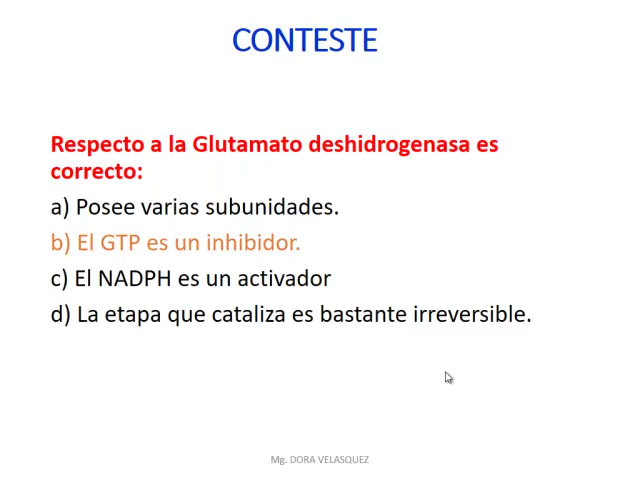 CONTESTE
Respecto a la Glutamato deshidrogenasa es
correcto:
a) Posee varias subunidades.
b) El GTP es un inhibidor.
c) El NADPH es un activador
d) La etapa que cataliza es bastante irreversible.
Mg. DORA VELASQUEZ